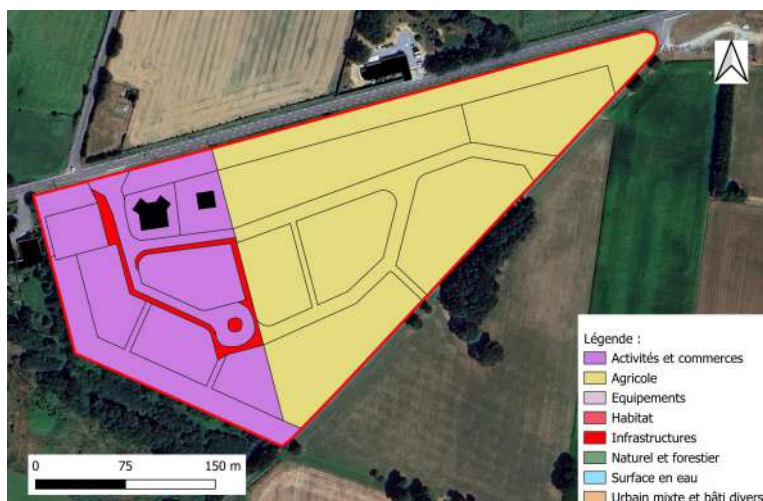 Légende :
Activités et commerces
Agricole
Equipements
Habitat
Infrastructures
Naturel et forestier
Surface en eau
Urbain mixte et bâti divers
0 75 150 m